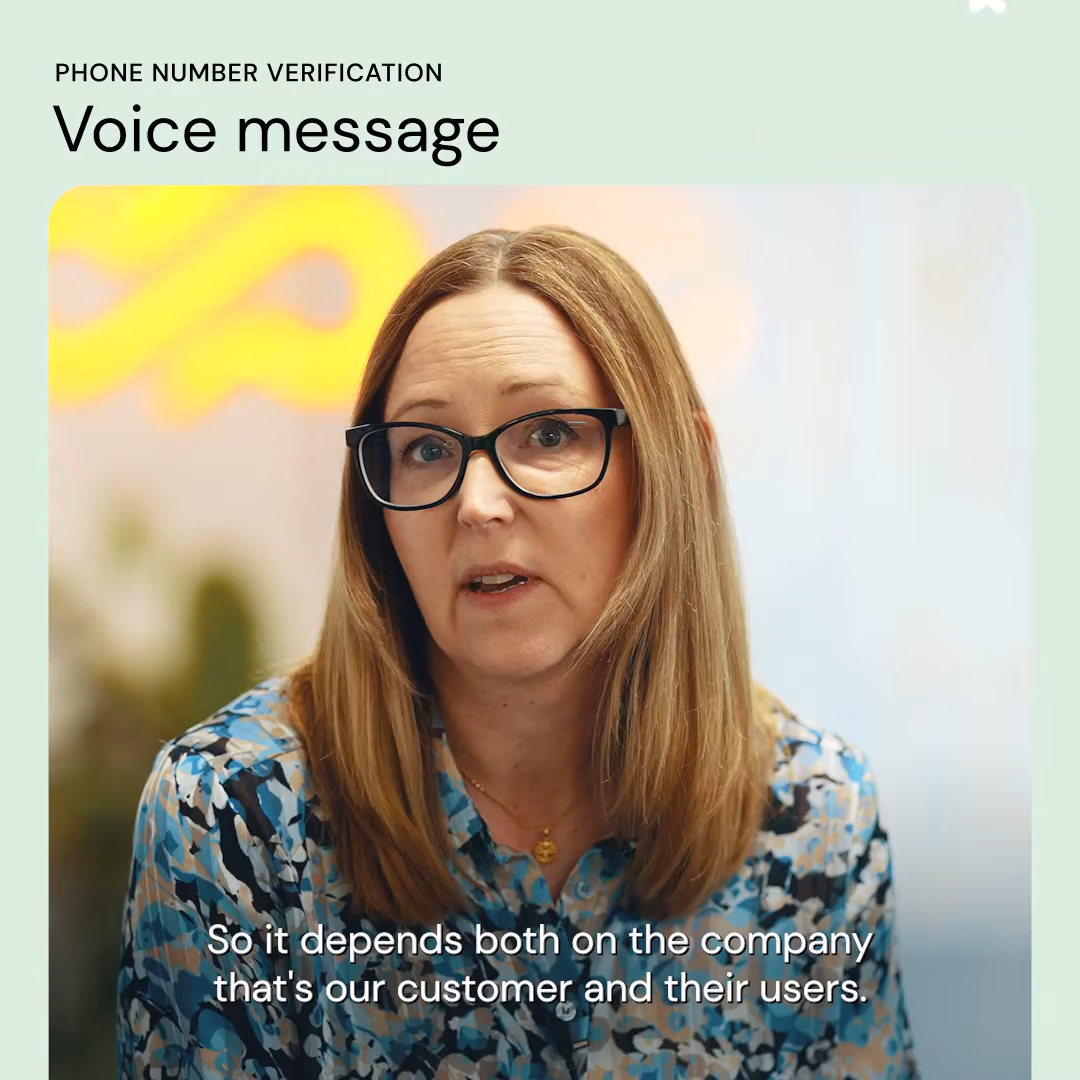 PHONE NUMBER VERIFICATION
Voice message
So it depends both on the company
that's our customer and their users.